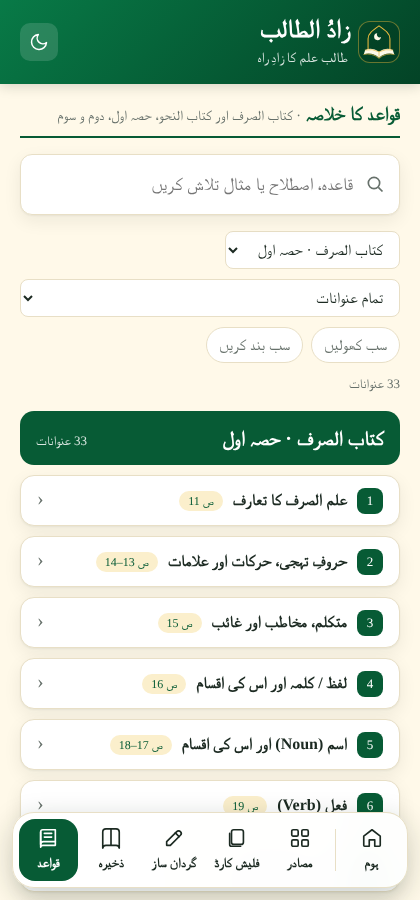 زادُ الطالب
طالب علم کا زادِ راہ
قواعد کا خلاصہ · کتاب الصرف اور کتاب النحو، حصہ اول، دوم و سوم
قاعدہ، اصطلاح یا مثال تلاش کریں
کتاب الصرف · حصہ اول
تمام عنوانات
سب کھولیں سب بند کریں
33 عنوانات
کتاب الصرف · حصہ اول 33 عنوانات
1 علم الصرف کا تعارف ص 11
2 حروفِ تہجی، حرکات اور علامات ص 13–14
3 متکلم، مخاطب اور غائب ص 15
4 لفظ / کلمہ اور اس کی اقسام ص 16
5 اسم (Noun) اور اس کی اقسام ص 17–18
6 فعل (Verb) ص 19
ہوم مصادر فلیش کارڈ گردان ساز ذخیرہ قواعد